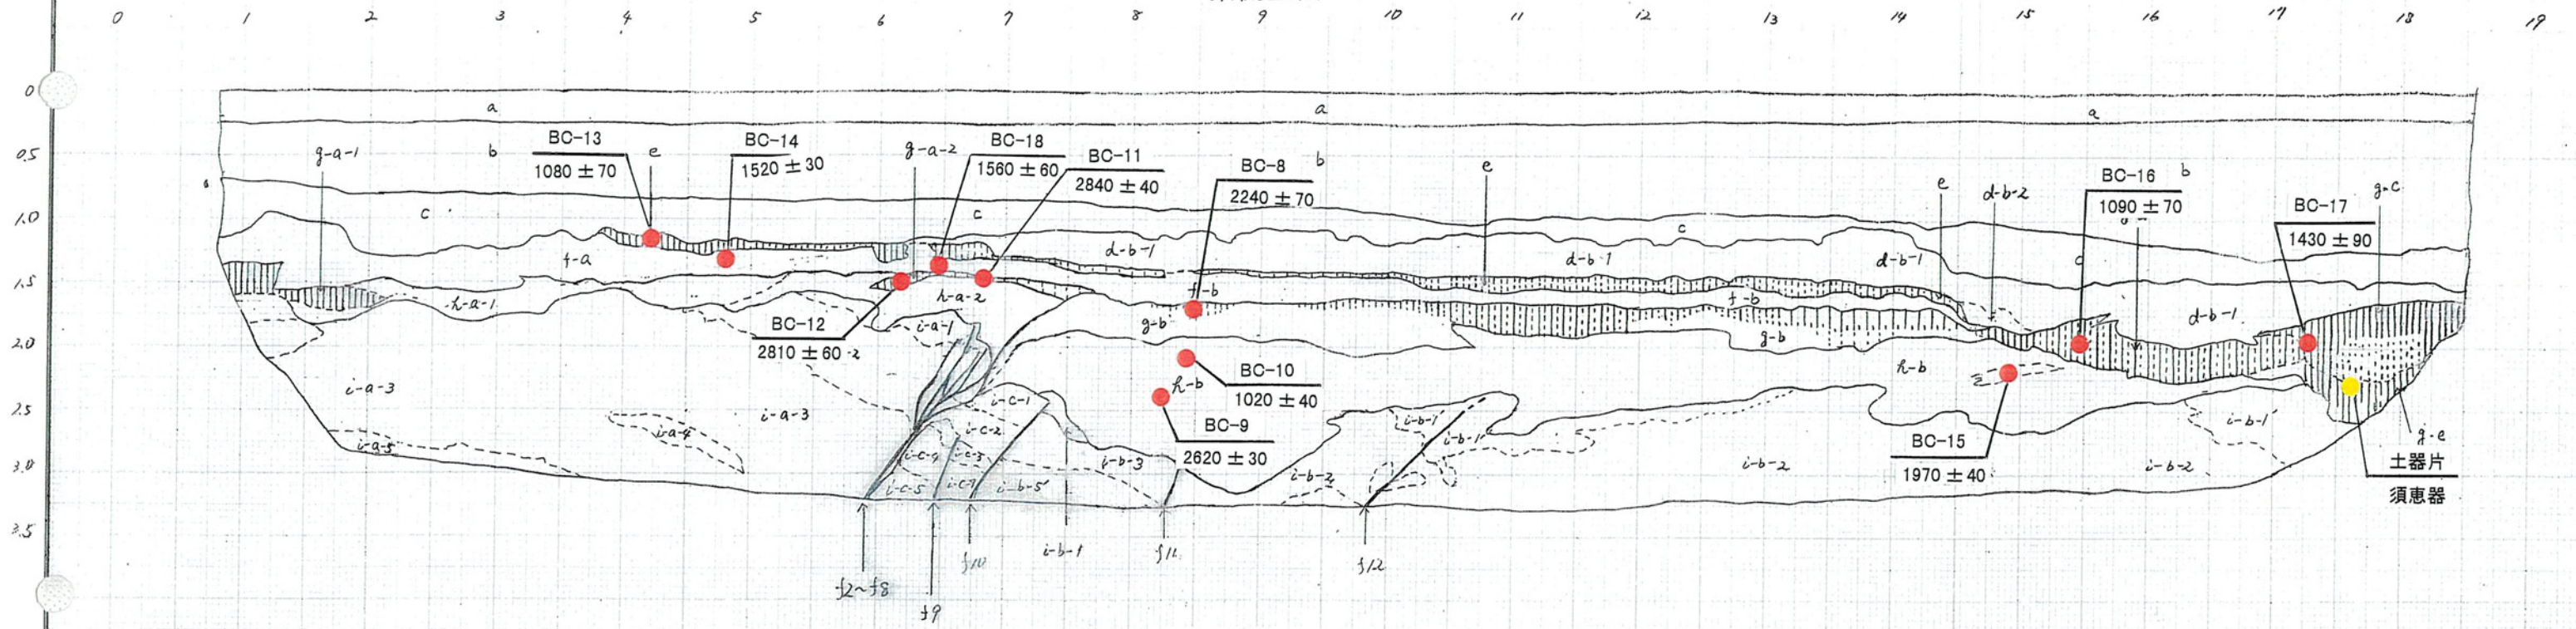 0 1 2 3 4 5 6 7 8 9 10 11 12 13 14 15 16 17 18 19
0
0.5
1.0
1.5
2.0
2.5
3.0
3.5
a
a
a
g-a-1
b
BC-13
1080 ±70
e
BC-14
1520 ±30
g-a-2
BC-18
1560 ±60
BC-11
2840 ±40
BC-8
2240 ±70
b
e
e
d-b-2
BC-16
1090 ±70
b
BC-17
1430 ±90
g-c
c
c
c
c
f-a
d-b-1
d-b-1
d-b-1
d-b-1
h-a-1
h-a-2
f-b
f-b
BC-12
2810 ±60
i-a-1
g-b
g-b
BC-10
1020 ±40
h-b
h-b
i-a-3
i-a-3
i-c-1
i-c-2
BC-9
2620 ±30
i-b-1
i-b-1
i-b-1
i-a-4
i-a-5
i-c-4
i-c-3
i-b-3
i-b-2
i-b-2
i-b-2
BC-15
1970 ±40
g-e
土器片
須恵器
i-c-5
i-b-5
f2~f8
f9
f10
i-b-1
f11
f12